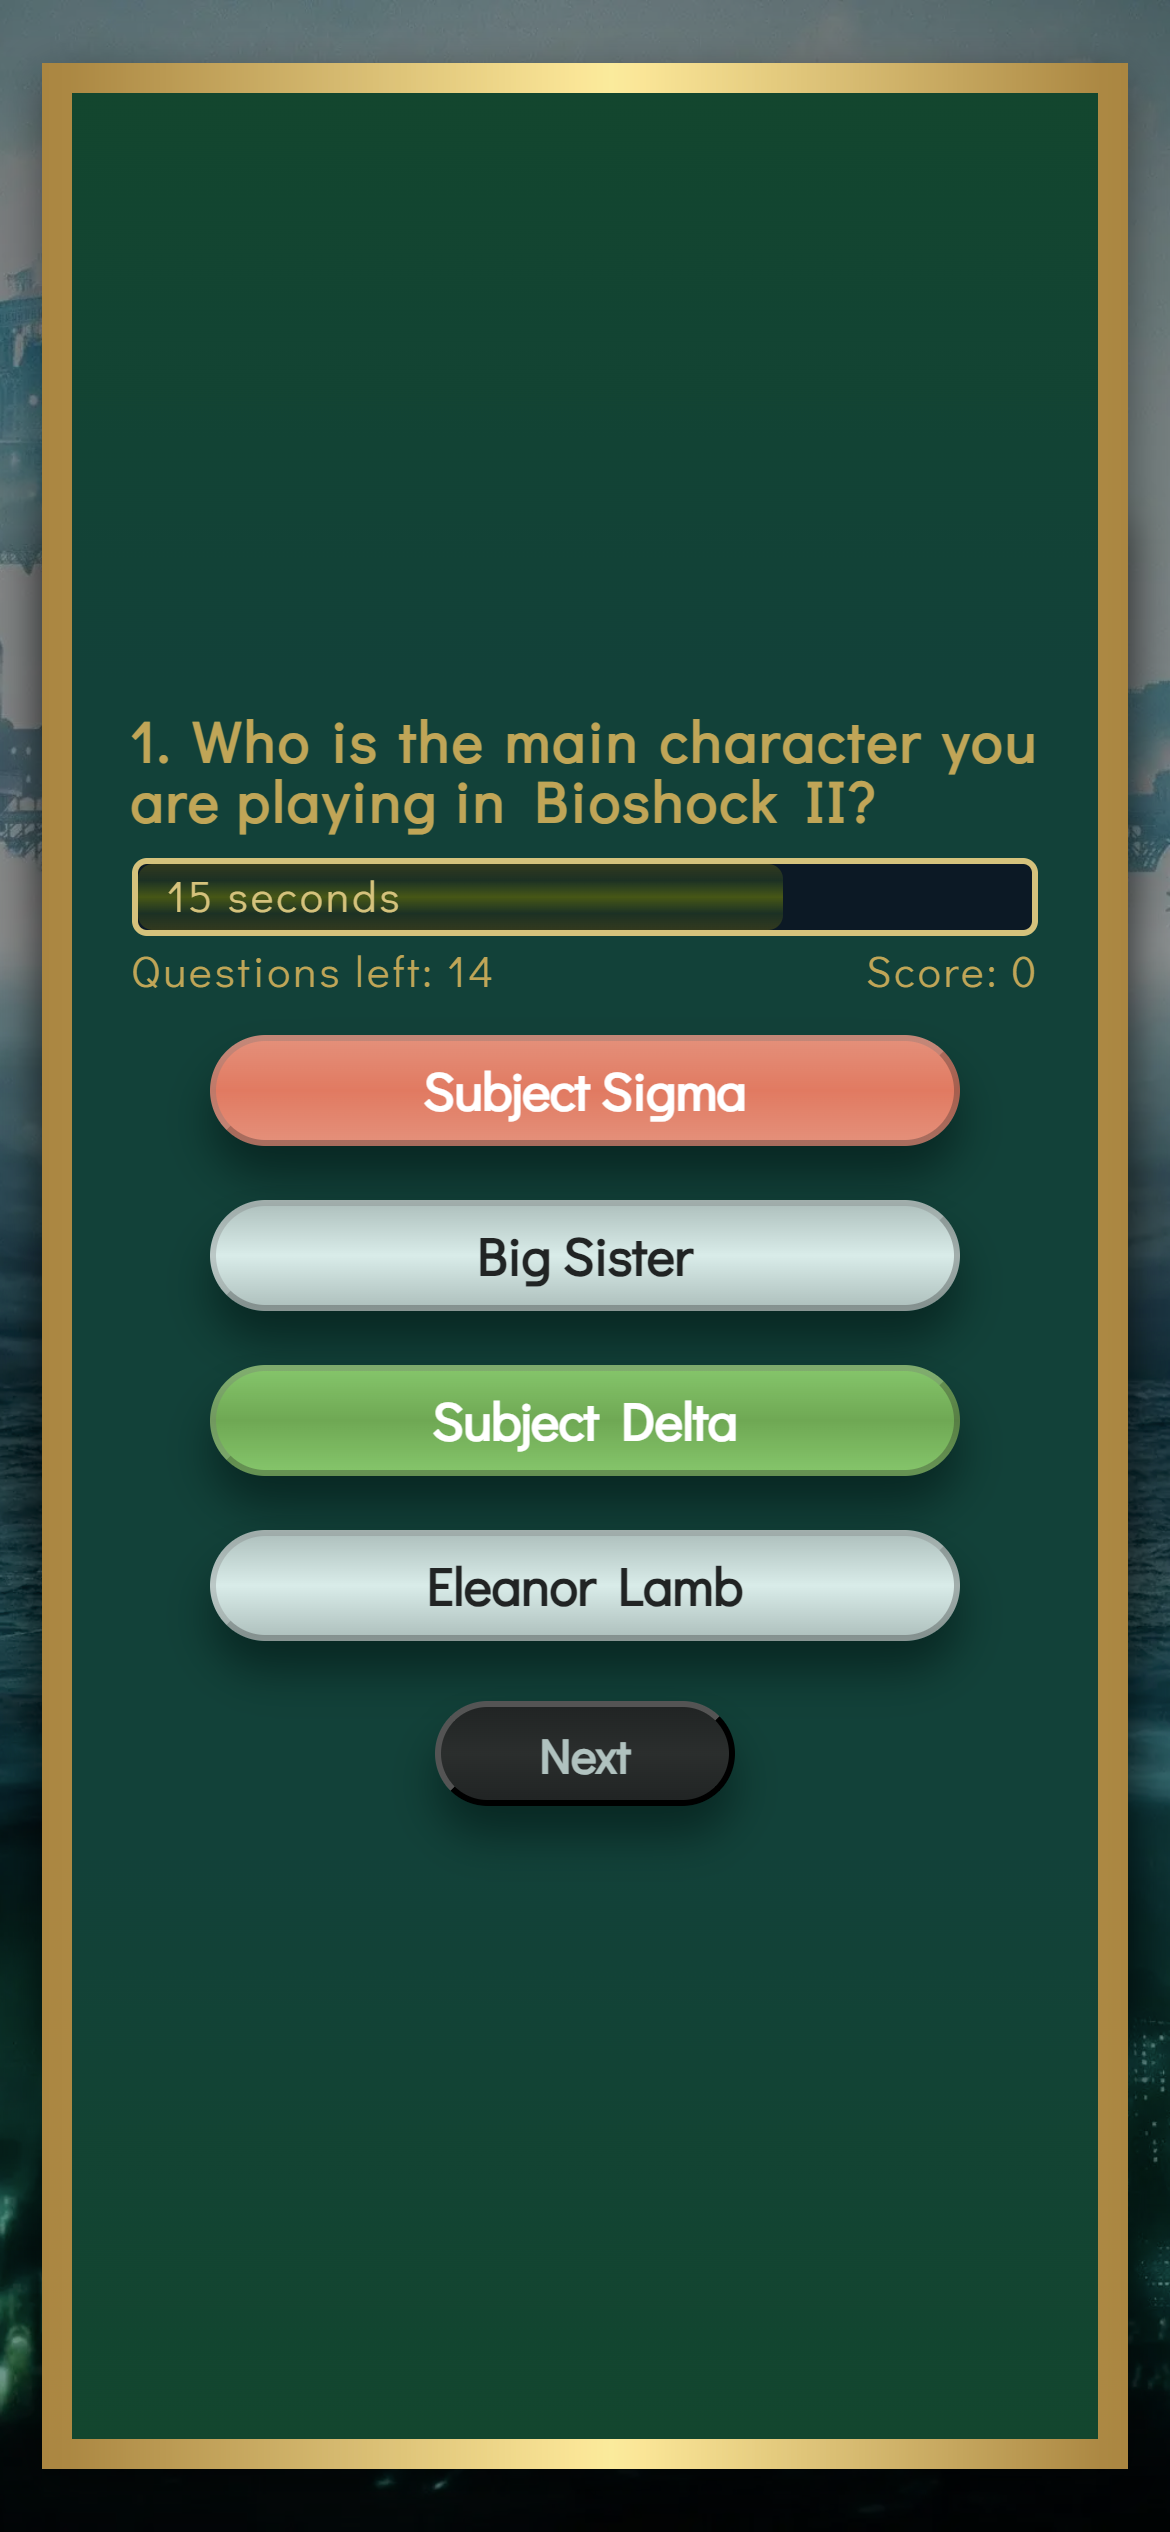 1. Who is the main character you
are playing in Bioshock II?
15 seconds
Questions left: 14
Score: 0
Subject Sigma
Big Sister
Subject Delta
Eleanor Lamb
Next